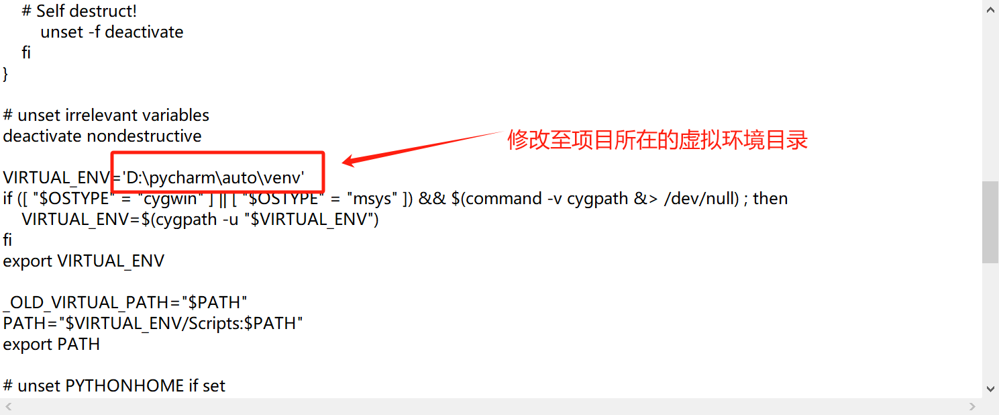 # Self destruct!
unset -f deactivate
fi
}
# unset irrelevant variables
deactivate nondestructive
修改至项目所在的虚拟环境目录
VIRTUAL_ENV='D:\pycharm\auto\venv'
if ([ "$OSTYPE" = "cygwin" ] || [ "$OSTYPE" = "msys" ]) && $(command -v cygpath &> /dev/null) ; then
VIRTUAL_ENV=$(cygpath -u "$VIRTUAL_ENV")
fi
export VIRTUAL_ENV
_OLD_VIRTUAL_PATH="$PATH"
PATH="$VIRTUAL_ENV/Scripts:$PATH"
export PATH
# unset PYTHONHOME if set